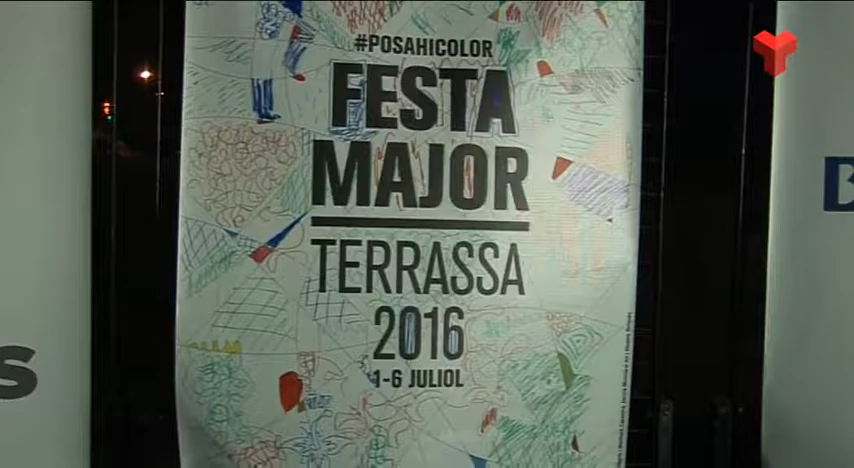 #POSAHICOLOR
FESTA
MAJOR
TERRASSA
2016
1-6 JULIOL